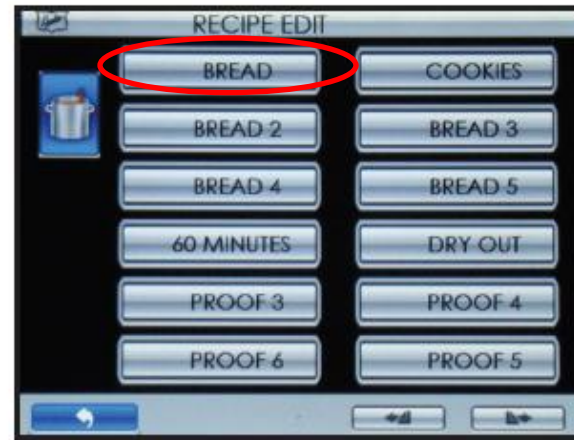 RECIPE EDIT
BREAD COOKIES
BREAD 2 BREAD 3
BREAD 4 BREAD 5
60 MINUTES DRY OUT
PROOF 3 PROOF 4
PROOF 6 PROOF 5